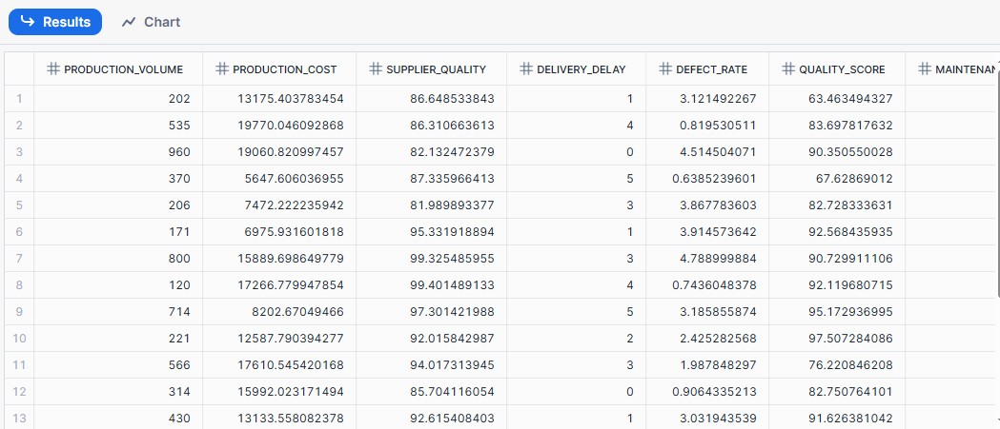 Results Chart
PRODUCTION_VOLUME PRODUCTION_COST SUPPLIER_QUALITY DELIVERY_DELAY DEFECT_RATE QUALITY_SCORE MAINTENAN
1 202 13175.403783454 86.648533843 1 3.121492267 63.463494327
2 535 19770.046092868 86.310663613 4 0.819530511 83.697817632
3 960 19060.820997457 82.132472379 0 4.514504071 90.350550028
4 370 5647.606036955 87.335966413 5 0.6385239601 67.62869012
5 206 7472.222235942 81.989893377 3 3.867783603 82.728333631
6 171 6975.931601818 95.331918894 1 3.914573642 92.568435935
7 800 15889.698649779 99.325485955 3 4.788999884 90.729911106
8 120 17266.779947854 99.401489133 4 0.7436048378 92.119680715
9 714 8202.67049466 97.301421988 5 3.185855874 95.172936995
10 221 12587.790394277 92.015842987 2 2.425282568 97.507284086
11 566 17610.545420168 94.017313945 3 1.987848297 76.220846208
12 314 15992.023171494 85.704116054 0 0.9064335213 82.750764101
13 430 13133.558082378 92.615408403 1 3.031943539 91.626381042